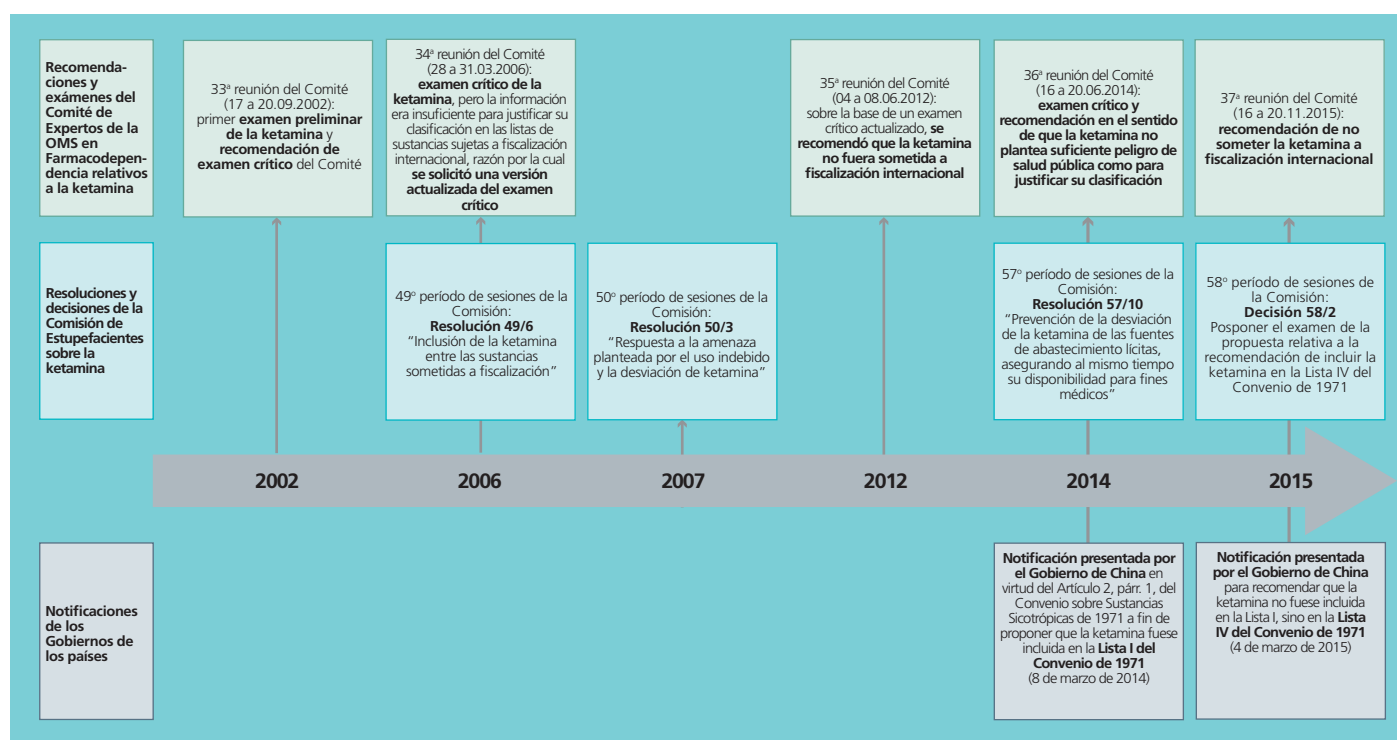 Recomenda-
ciones y
exámenes del
Comité de
Expertos de la
OMS en
Farmacodepen-
dencia relativos
a la ketamina
33ª reunión del Comité
(17 a 20.09.2002):
primer examen preliminar
de la ketamina y
recomendación de
examen crítico del Comité
34ª reunión del Comité
(28 a 31.03.2006):
examen crítico de la
ketamina, pero la información
era insuficiente para justificar su
clasificación en las listas de
sustancias sujetas a fiscalización
internacional, razón por la cual
se solicitó una versión
actualizada del examen
crítico
35ª reunión del Comité
(04 a 08.06.2012):
sobre la base de un examen
crítico actualizado, se
recomendó que la ketamina
no fuera sometida a
fiscalización internacional
36ª reunión del Comité
(16 a 20.06.2014):
examen crítico y
recomendación en el sentido
de que la ketamina no
plantea suficiente peligro de
salud pública como para
justificar su clasificación
37ª reunión del Comité
(16 a 20.11.2015):
recomendación de no
someter la ketamina a
fiscalización internacional
Resoluciones y
decisiones de la
Comisión de
Estupefacientes
sobre la
ketamina
49º período de sesiones de la
Comisión:
Resolución 49/6
“Inclusión de la ketamina
entre las sustancias
sometidas a fiscalización”
50º período de sesiones de la
Comisión:
Resolución 50/3
“Respuesta a la amenaza
planteada por el uso indebido
y la desviación de ketamina”
57º período de sesiones de la
Comisión:
Resolución 57/10
“Prevención de la desviación
de la ketamina de las fuentes
de abastecimiento lícitas,
asegurando al mismo tiempo
su disponibilidad para fines
médicos”
58º período de sesiones de
la Comisión:
Decisión 58/2
Posponer el examen de la
propuesta relativa a la
recomendación de incluir la
ketamina en la Lista IV del
Convenio de 1971
2002
2006
2007
2012
2014
2015
Notificaciones
de los
Gobiernos de
los países
Notificación presentada por
el Gobierno de China en
virtud del Artículo 2, párr. 1, del
Convenio sobre Sustancias
Sicotrópicas de 1971 a fin de
proponer que la ketamina fuese
incluida en la Lista I del
Convenio de 1971
(8 de marzo de 2014)
Notificación presentada
por el Gobierno de China
para recomendar que la
ketamina no fuese incluida
en la Lista I, sino en la Lista
IV del Convenio de 1971
(4 de marzo de 2015)